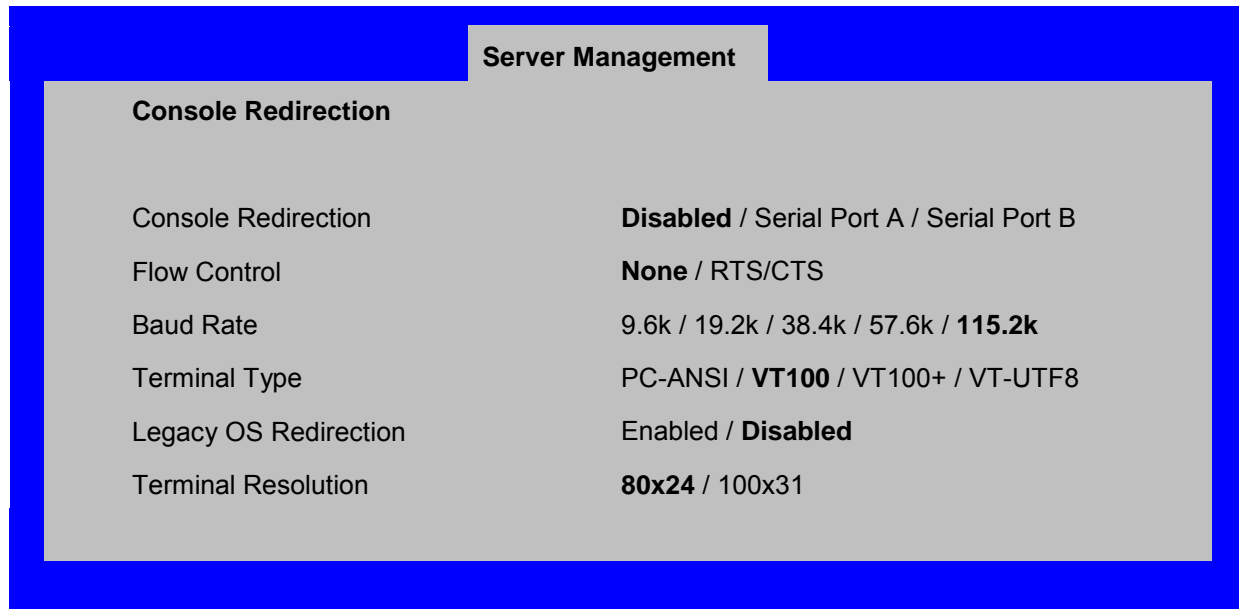 Server Management
Console Redirection
Console Redirection Disabled / Serial Port A / Serial Port B
Flow Control None / RTS/CTS
Baud Rate 9.6k / 19.2k / 38.4k / 57.6k / 115.2k
Terminal Type PC-ANSI / VT100 / VT100+ / VT-UTF8
Legacy OS Redirection Enabled / Disabled
Terminal Resolution 80x24 / 100x31